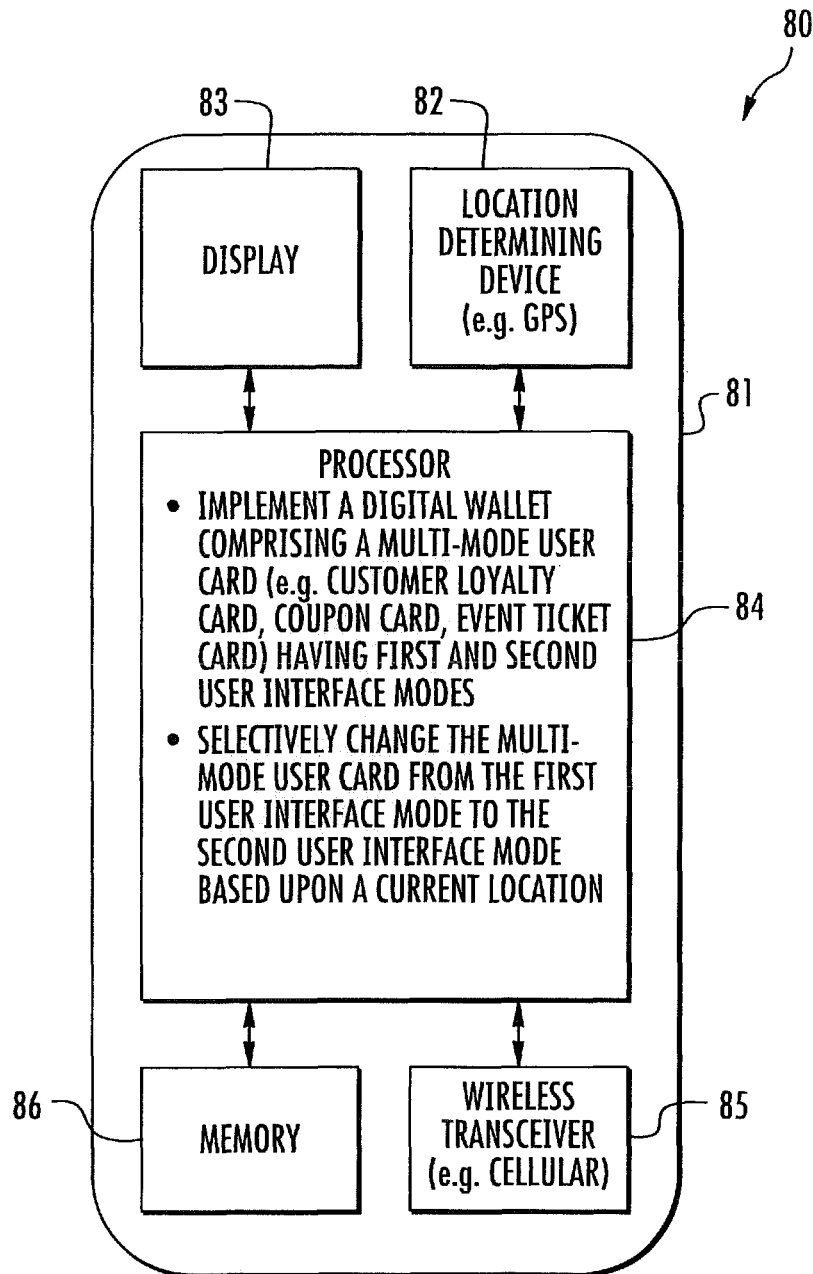 80
83
82
DISPLAY
LOCATION
DETERMINING
DEVICE
(e.g. GPS)
81
PROCESSOR
• IMPLEMENT A DIGITAL WALLET
COMPRISING A MULTI-MODE USER
CARD (e.g. CUSTOMER LOYALTY
CARD, COUPON CARD, EVENT TICKET
CARD) HAVING FIRST AND SECOND
USER INTERFACE MODES
• SELECTIVELY CHANGE THE MULTI-
MODE USER CARD FROM THE FIRST
USER INTERFACE MODE TO THE
SECOND USER INTERFACE MODE
BASED UPON A CURRENT LOCATION
84
86
MEMORY
WIRELESS
TRANSCEIVER
(e.g. CELLULAR)
85